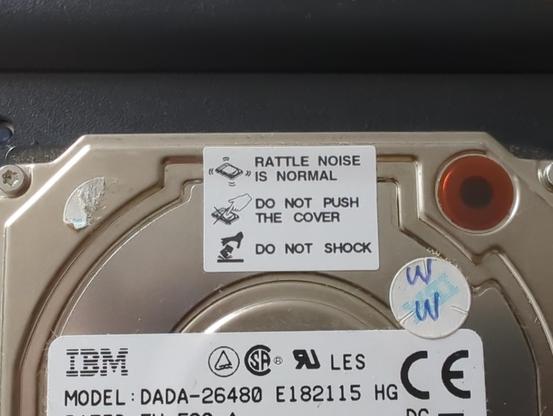 RATTLE NOISE
IS NORMAL
DO NOT PUSH
THE COVER
DO NOT SHOCK
W
W
IBM
LES
CE
MODEL:DADA-26480 E182115 HG